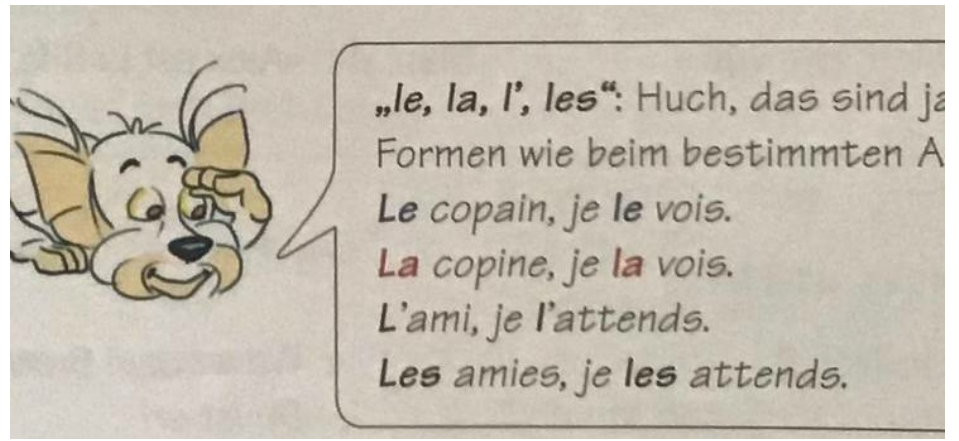 „le, la, l’, les“: Huch, das sind ja
Formen wie beim bestimmten A
Le copain, je le vois.
La copine, je la vois.
L’ami, je l’attends.
Les amies, je les attends.